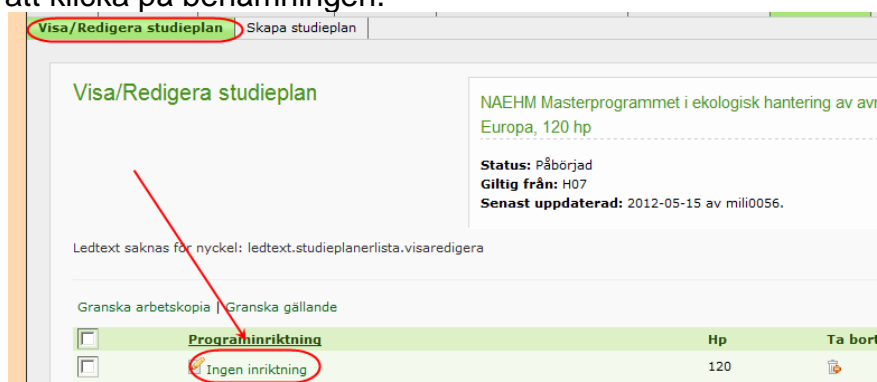 att klicka på benämningen.
Visa/Redigera studieplan Skapa studieplan
Visa/Redigera studieplan
NAEHM Masterprogrammet i ekologisk hantering av
Europa, 120 hp
Status: Påbörjad
Giltig från: H07
Senast uppdaterad: 2012-05-15 av mili0056.
Ledtext saknas för nyckel: ledtext.studieplanerlista.visaredigera
Granska arbetskopia | Granska gällande
Programinriktning Hp Ta bort
Ingen inriktning 120